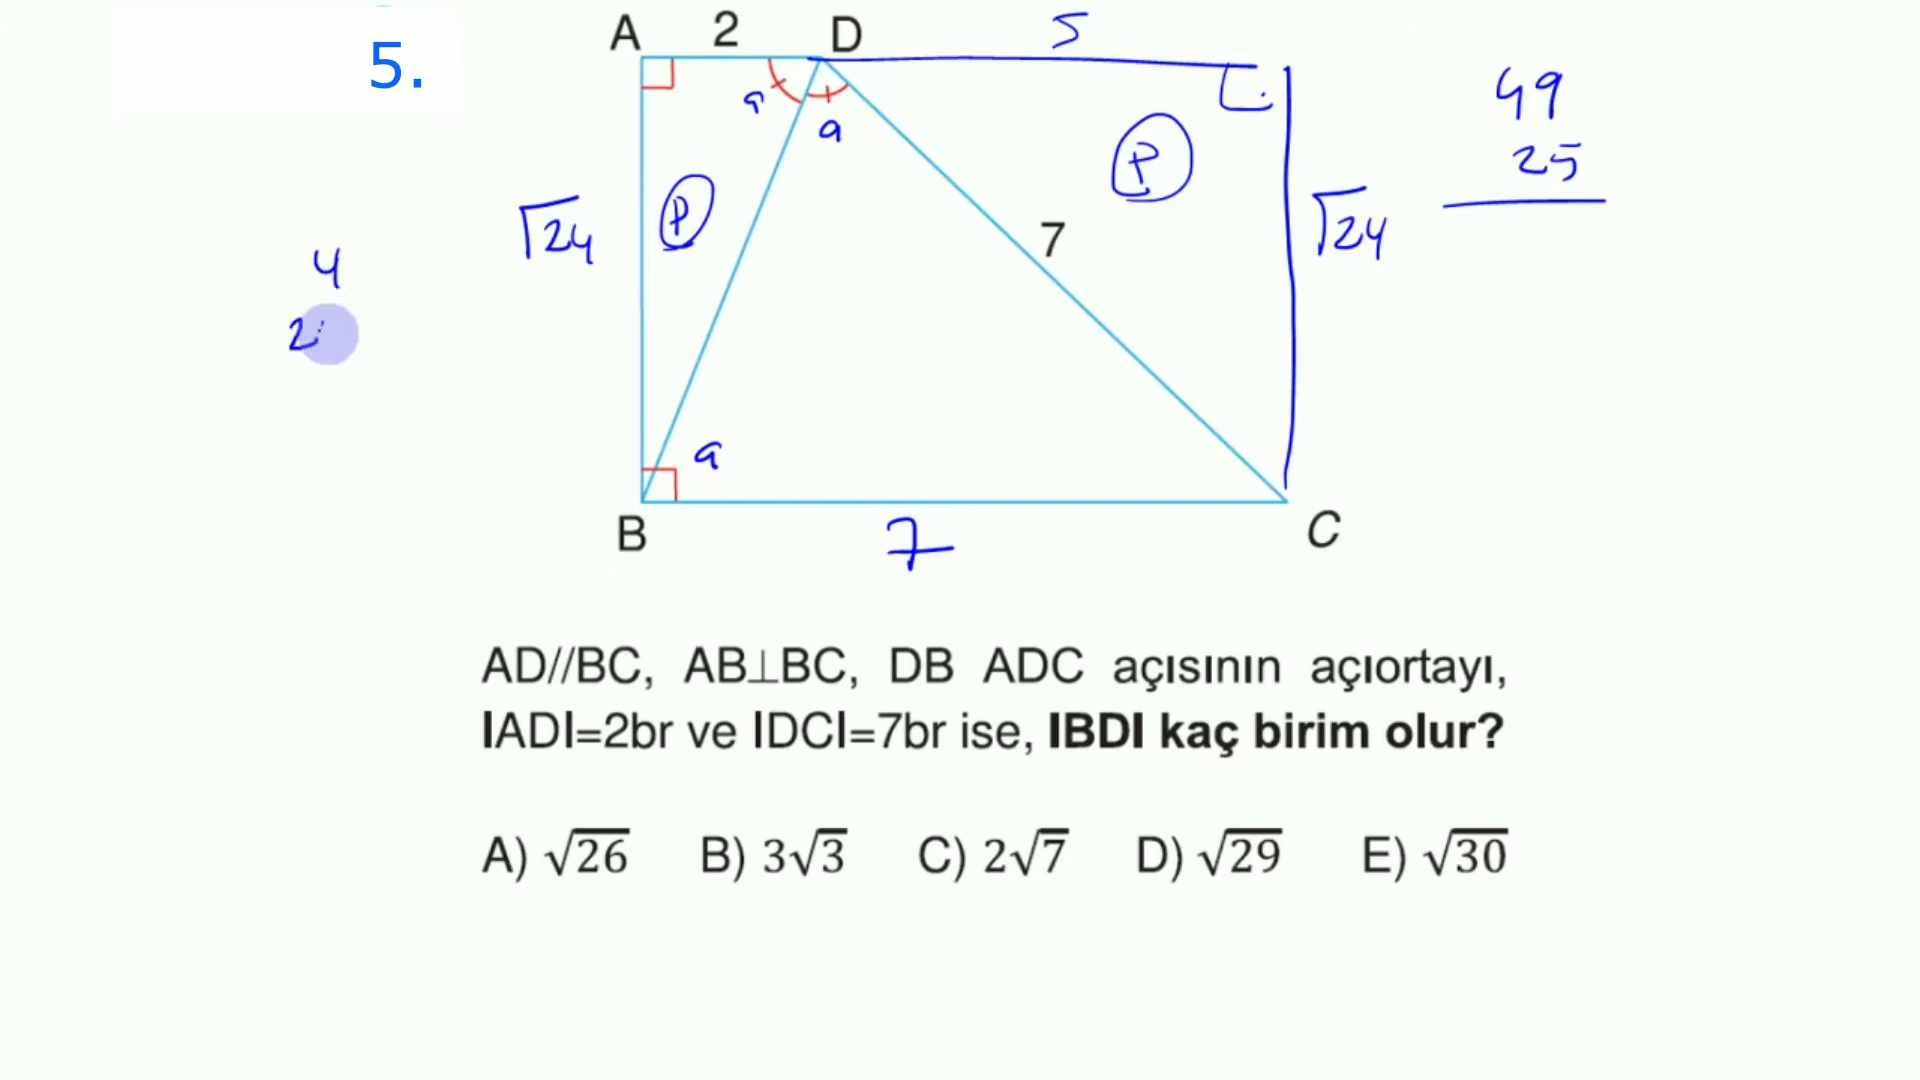 5.
A 2 D 5
49
25
a
a
P
P
√24
7
√24
4
2
a
B
7
C
AD//BC, AB⊥BC, DB ADC açısının açıortayı,
IADI=2br ve IDCI=7br ise, IBDI kaç birim olur?
A) √26 B) 3√3 C) 2√7 D) √29 E) √30